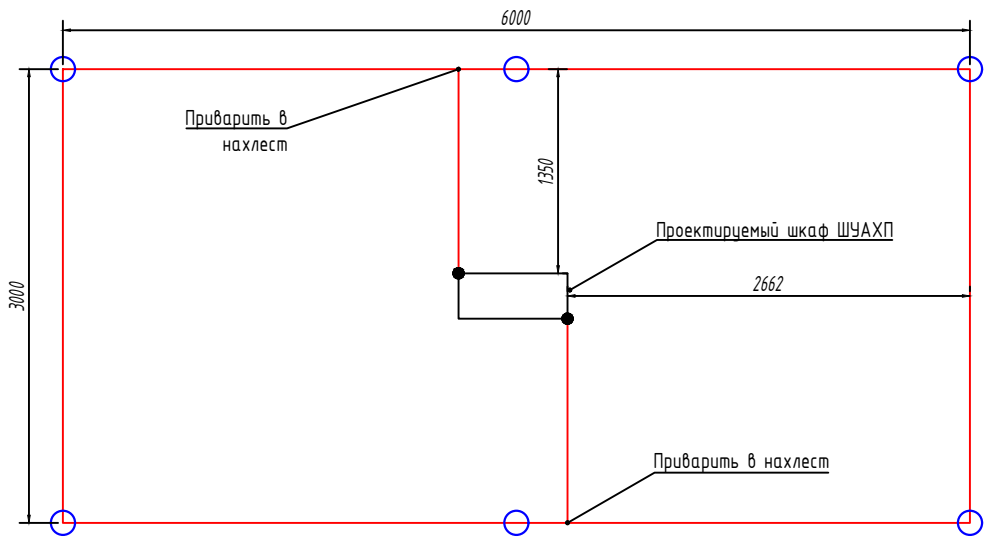 6000
Приварить в
нахлест
1350
Проектируемый шкаф ШУАХП
2662
3000
Приварить в нахлест